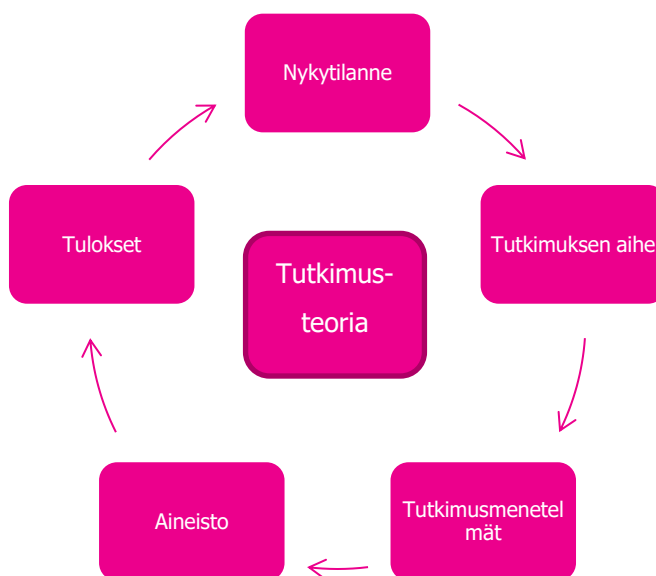 Nykytilanne
Tutkimuksen aihe
Tutkimusmenetel
mät
Aineisto
Tulokset
Tutkimus-
teoria